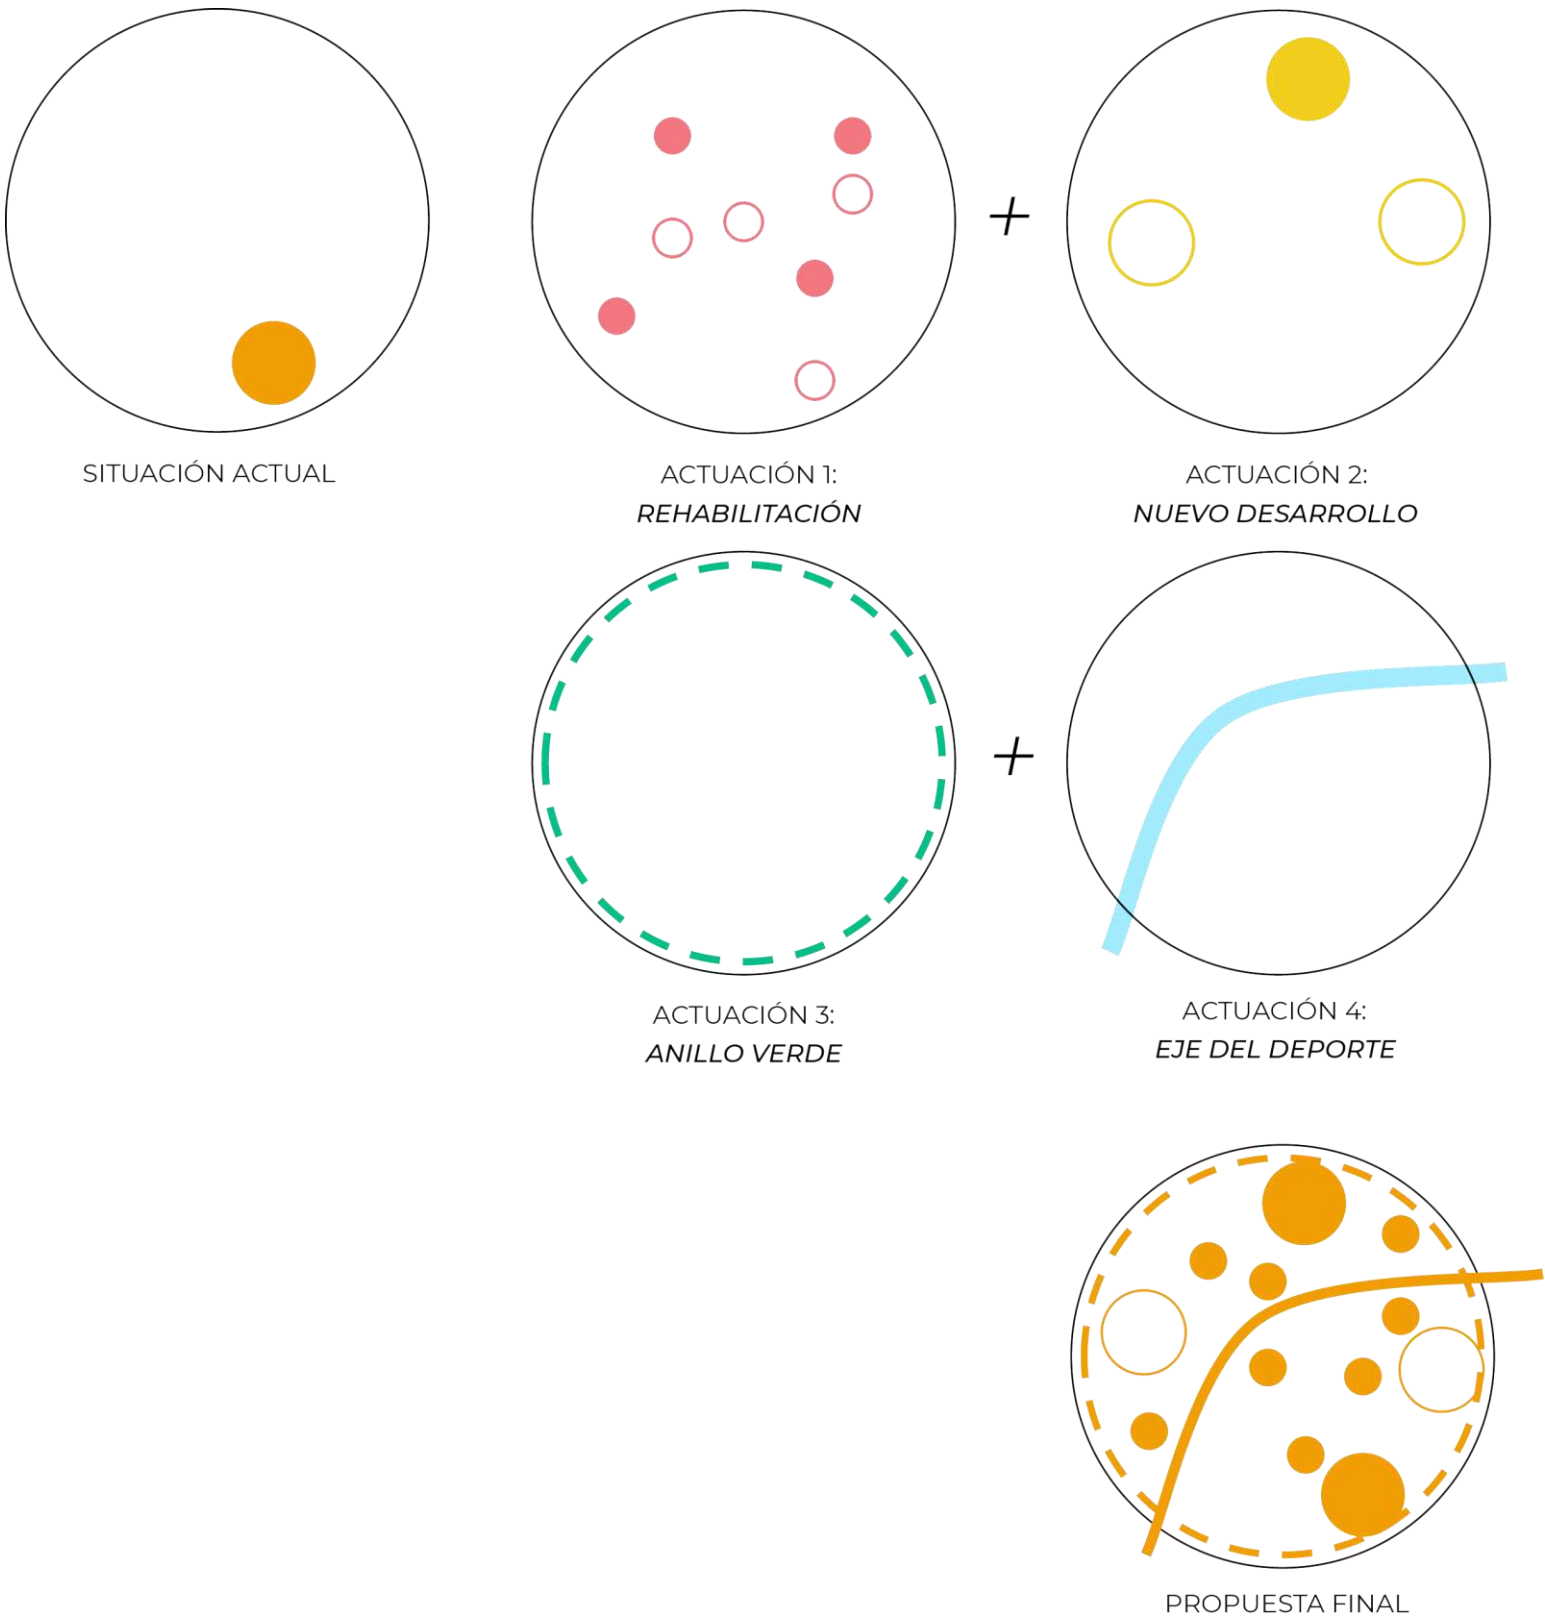 +
SITUACIÓN ACTUAL
ACTUACIÓN 1:
REHABILITACIÓN
ACTUACIÓN 2:
NUEVO DESARROLLO
+
ACTUACIÓN 3:
ANILLO VERDE
ACTUACIÓN 4:
EJE DEL DEPORTE
PROPUESTA FINAL